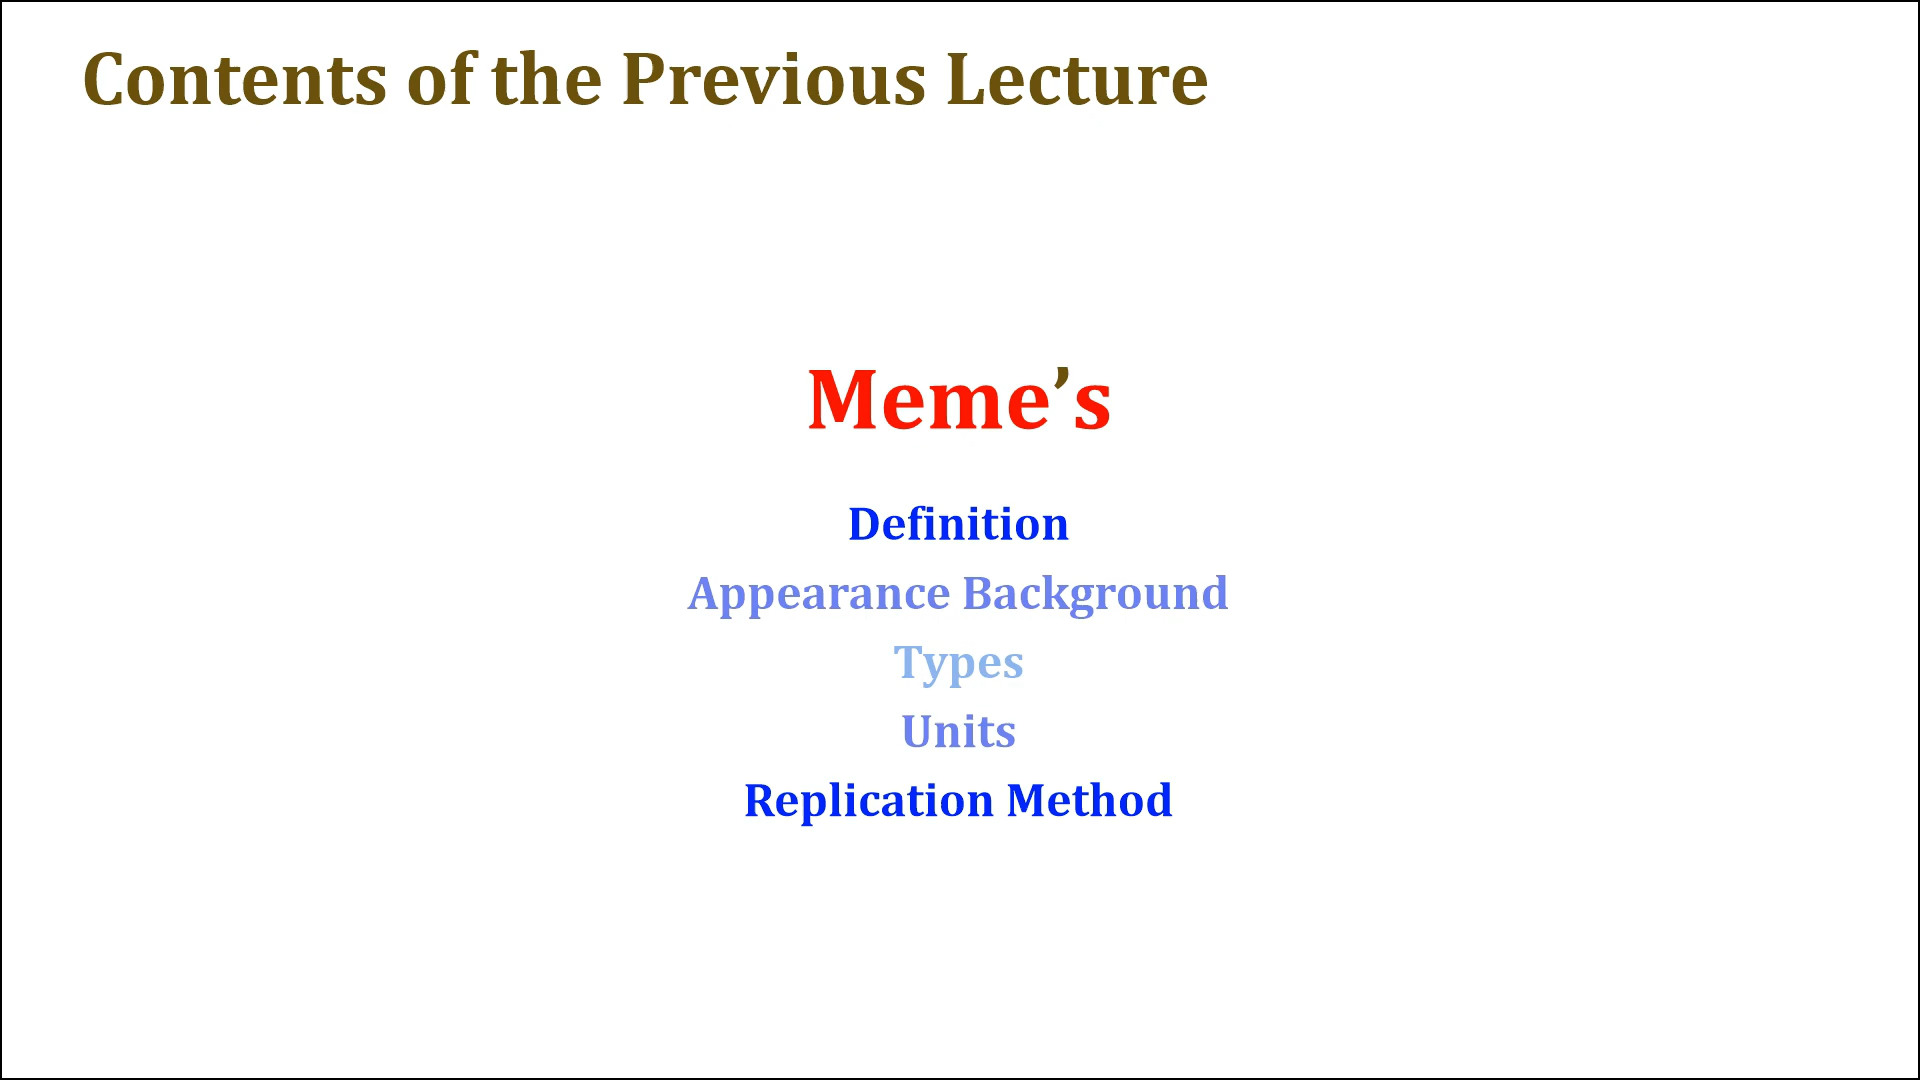 Contents of the Previous Lecture
Meme’s
Definition
Appearance Background
Types
Units
Replication Method